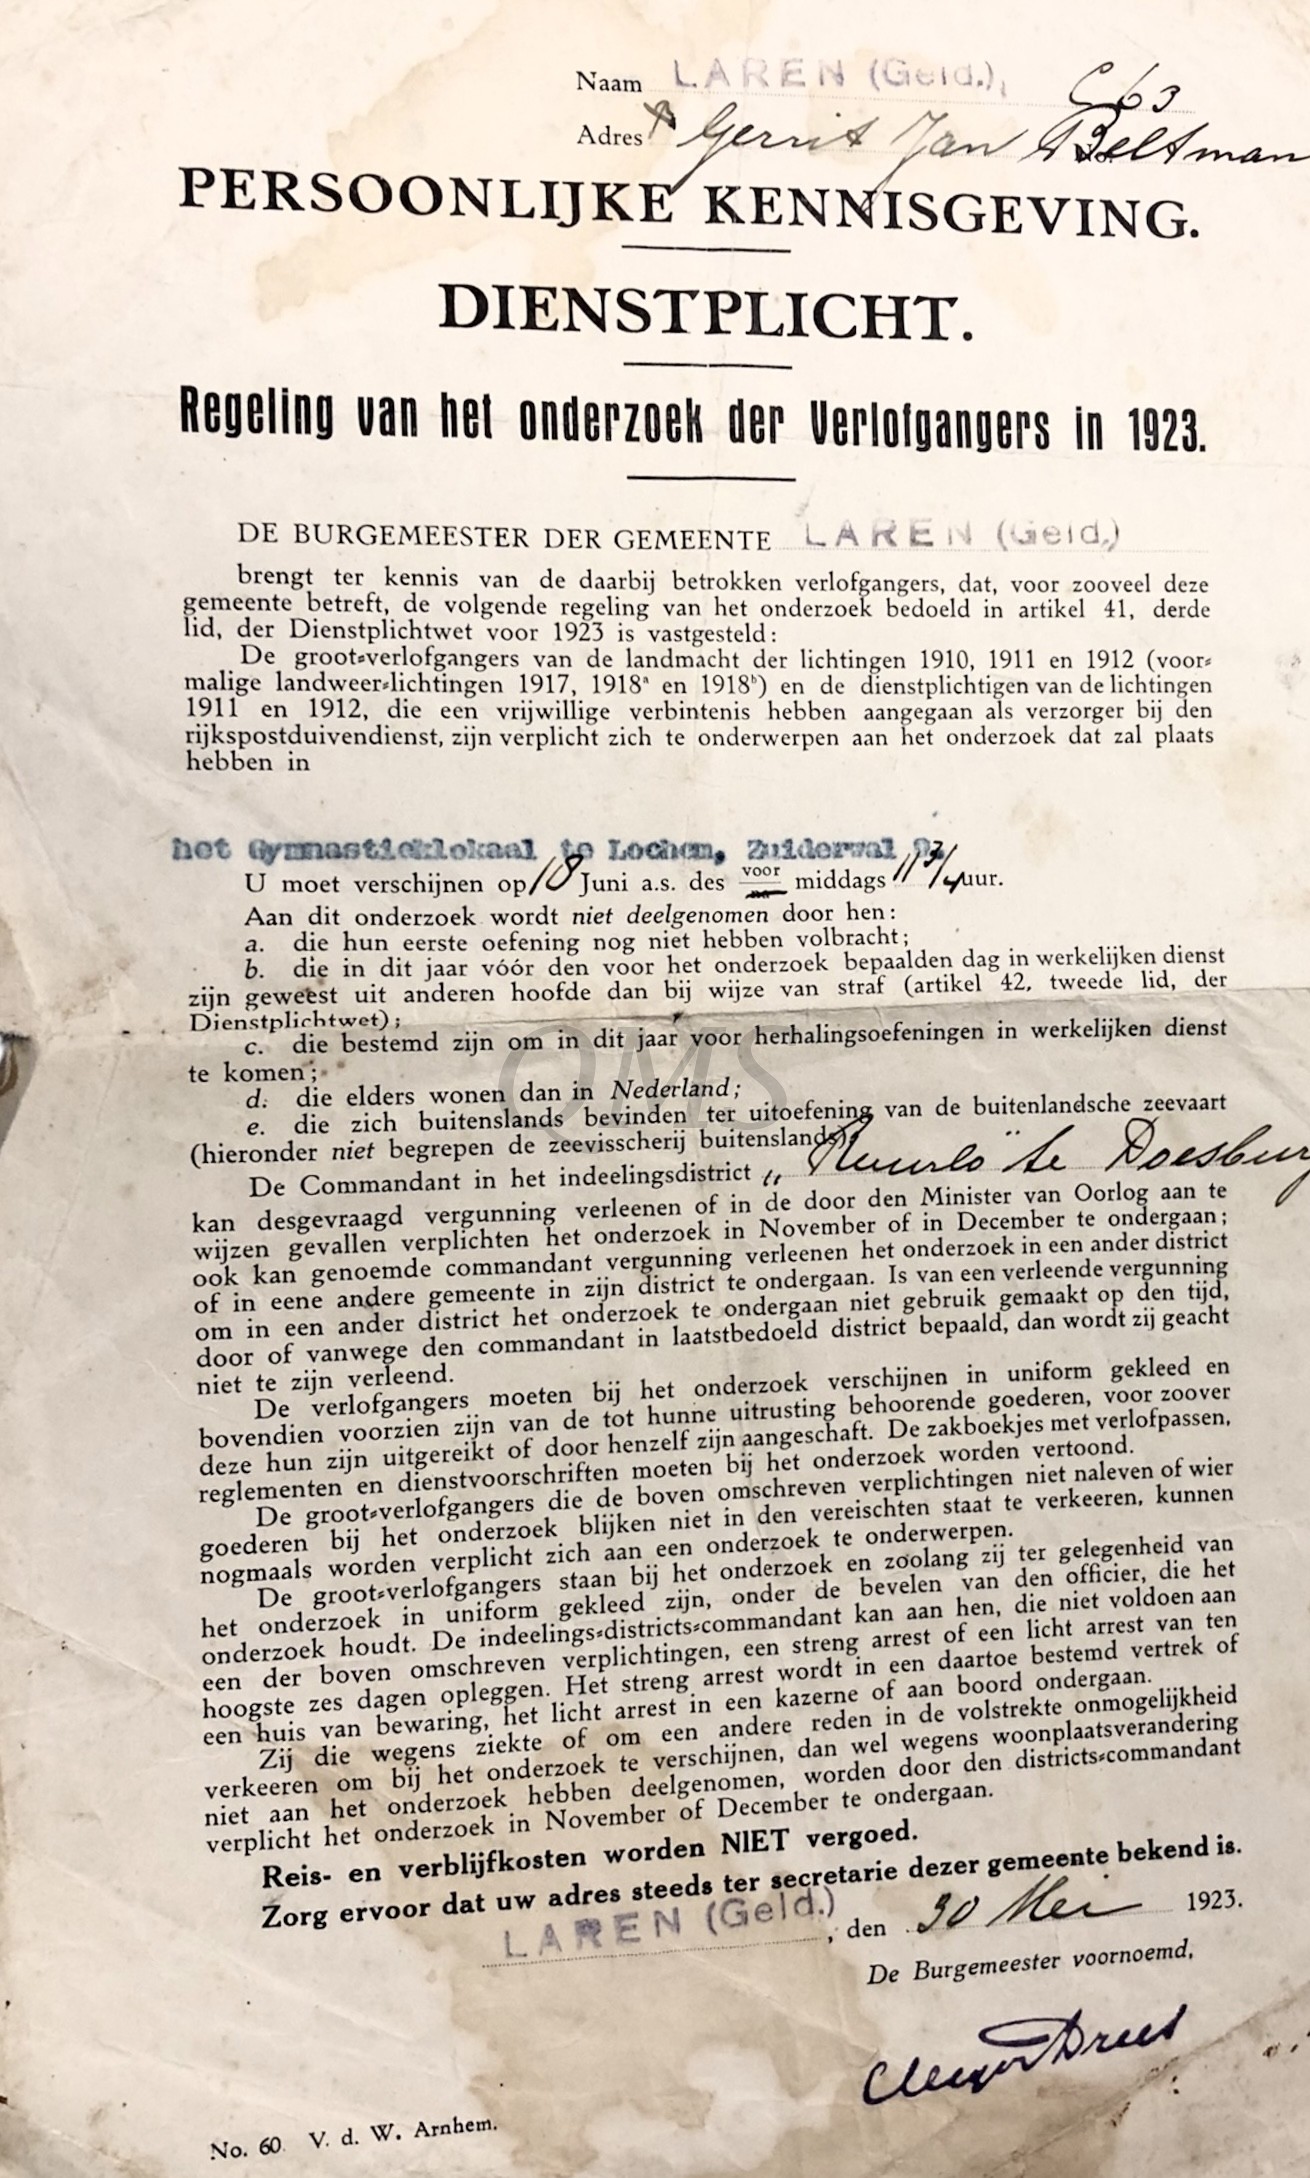 Naam LAREN (Geld.), C 63
Adres Gerrit Jan Beltman
PERSOONLIJKE KENNISGEVING.
DIENSTPLICHT.
Regeling van het onderzoek der Verlofgangers in 1923.
DE BURGEMEESTER DER GEMEENTE LAREN (Geld.)
brengt ter kennis van de daarbij betrokken verlofgangers, dat, voor zooveel deze
gemeente betreft, de volgende regeling van het onderzoek bedoeld in artikel 41, derde
lid, der Dienstplichtwet voor 1923 is vastgesteld:
De groot-verlofgangers van de landmacht der lichtingen 1910, 1911 en 1912 (voor-
malige landweer-lichtingen 1917, 1918ᵃ en 1918ᵇ) en de dienstplichtigen van de lichtingen
1911 en 1912, die een vrijwillige verbintenis hebben aangegaan als verzorger bij den
rijkspostduivendienst, zijn verplicht zich te onderwerpen aan het onderzoek dat zal plaats
hebben in
het Gymnastieklokaal te Lochem, Zuiderwal
U moet verschijnen op 18 Juni a.s. des voor middags 11 3/4 uur.
Aan dit onderzoek wordt niet deelgenomen door hen:
a. die hun eerste oefening nog niet hebben volbracht;
b. die in dit jaar vóór den voor het onderzoek bepaalden dag in werkelijken dienst
zijn geweest uit anderen hoofde dan bij wijze van straf (artikel 42, tweede lid, der
Dienstplichtwet);
c. die bestemd zijn om in dit jaar voor herhalingsoefeningen in werkelijken dienst
te komen;
d. die elders wonen dan in Nederland;
e. die zich buitenslands bevinden ter uitoefening van de buitenlandsche zeevaart
(hieronder niet begrepen de zeevisscherij buitenslands).
De Commandant in het indeelingsdistrict „Ruurlo" te Doesburg
kan desgevraagd vergunning verleenen of in de door den Minister van Oorlog aan te
wijzen gevallen verplichten het onderzoek in November of in December te ondergaan;
ook kan genoemde commandant vergunning verleenen het onderzoek in een ander district
of in eene andere gemeente in zijn district te ondergaan. Is van een verleende vergunning
om in een ander district het onderzoek te ondergaan niet gebruik gemaakt op den tijd,
door of vanwege den commandant in laatstbedoeld district bepaald, dan wordt zij geacht
niet te zijn verleend.
De verlofgangers moeten bij het onderzoek verschijnen in uniform gekleed en
bovendien voorzien zijn van de tot hunne uitrusting behoorende goederen, voor zoover
deze hun zijn uitgereikt of door henzelf zijn aangeschaft. De zakboekjes met verlofpassen,
reglementen en dienstvoorschriften moeten bij het onderzoek worden vertoond.
De groot-verlofgangers die de boven omschreven verplichtingen niet naleven of wier
goederen bij het onderzoek blijken niet in den vereischten staat te verkeeren, kunnen
nogmaals worden verplicht zich aan een onderzoek te onderwerpen.
De groot-verlofgangers staan bij het onderzoek en zoolang zij ter gelegenheid van
het onderzoek in uniform gekleed zijn, onder de bevelen van den officier, die het
onderzoek houdt. De indeelings-districts-commandant kan aan hen, die niet voldoen aan
een der boven omschreven verplichtingen, een streng arrest of een licht arrest van ten
hoogste zes dagen opleggen. Het streng arrest wordt in een daartoe bestemd vertrek of
een huis van bewaring, het licht arrest in een kazerne of aan boord ondergaan.
Zij die wegens ziekte of om een andere reden in de volstrekte onmogelijkheid
verkeeren om bij het onderzoek te verschijnen, dan wel wegens woonplaatsverandering
niet aan het onderzoek hebben deelgenomen, worden door den districts-commandant
verplicht het onderzoek in November of December te ondergaan.
Reis- en verblijfkosten worden NIET vergoed.
Zorg ervoor dat uw adres steeds ter secretarie dezer gemeente bekend is.
LAREN (Geld.), den 30 Mei 1923.
De Burgemeester voornoemd,
No. 60 V. d. W. Arnhem.
OMS